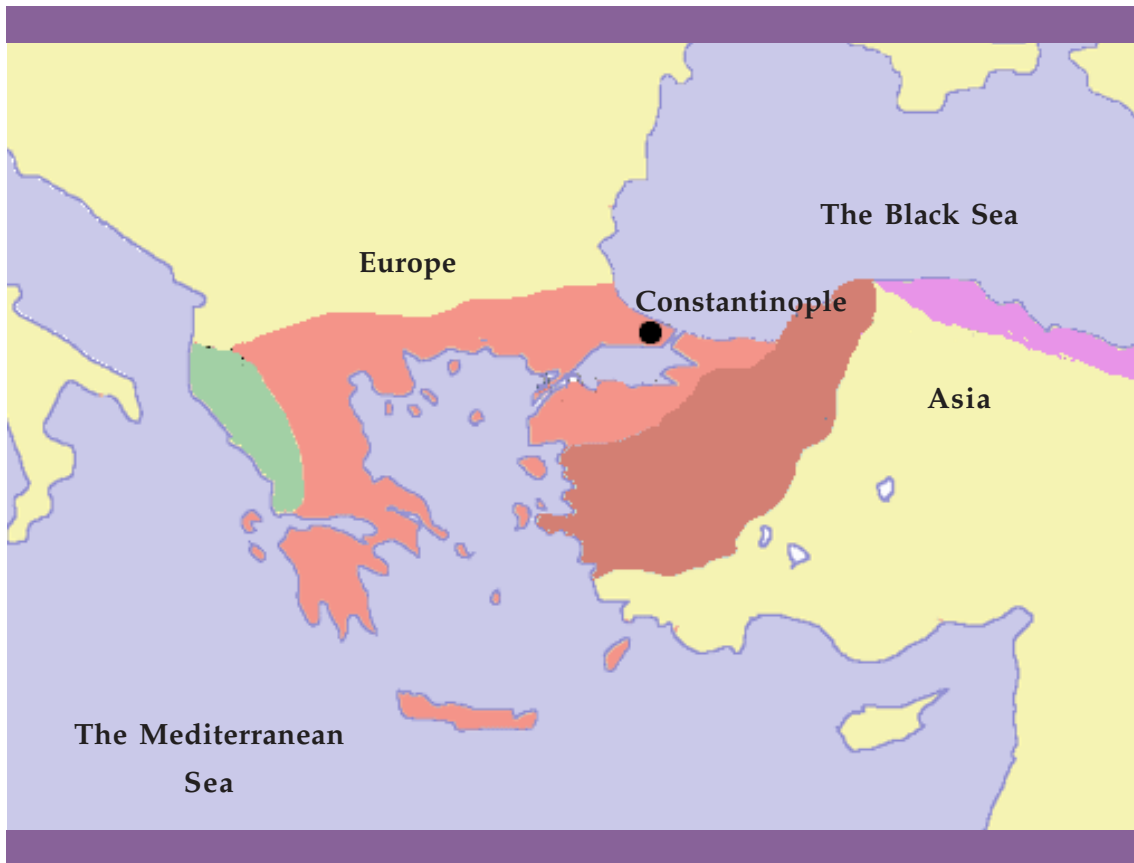 The Black Sea
Europe
Constantinople
Asia
The Mediterranean
Sea